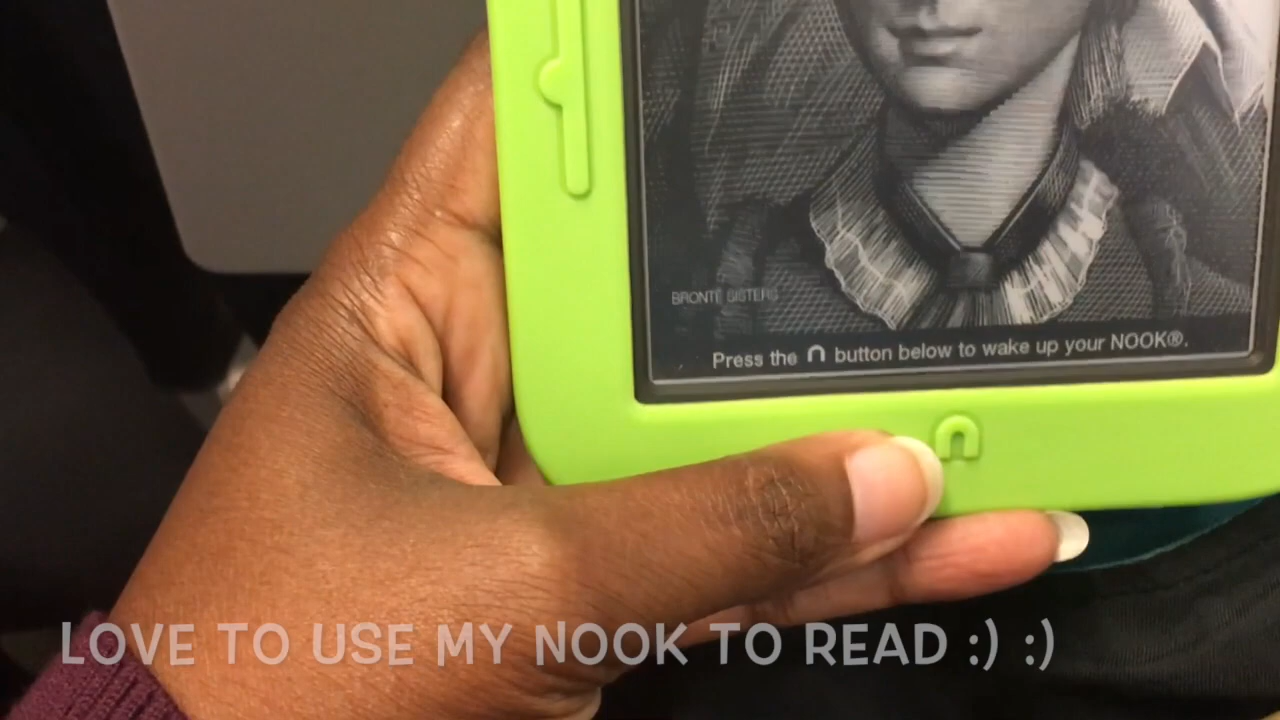 BRONTË SISTERS
Press the n button below to wake up your NOOK®.
LOVE TO USE MY NOOK TO READ :) :)